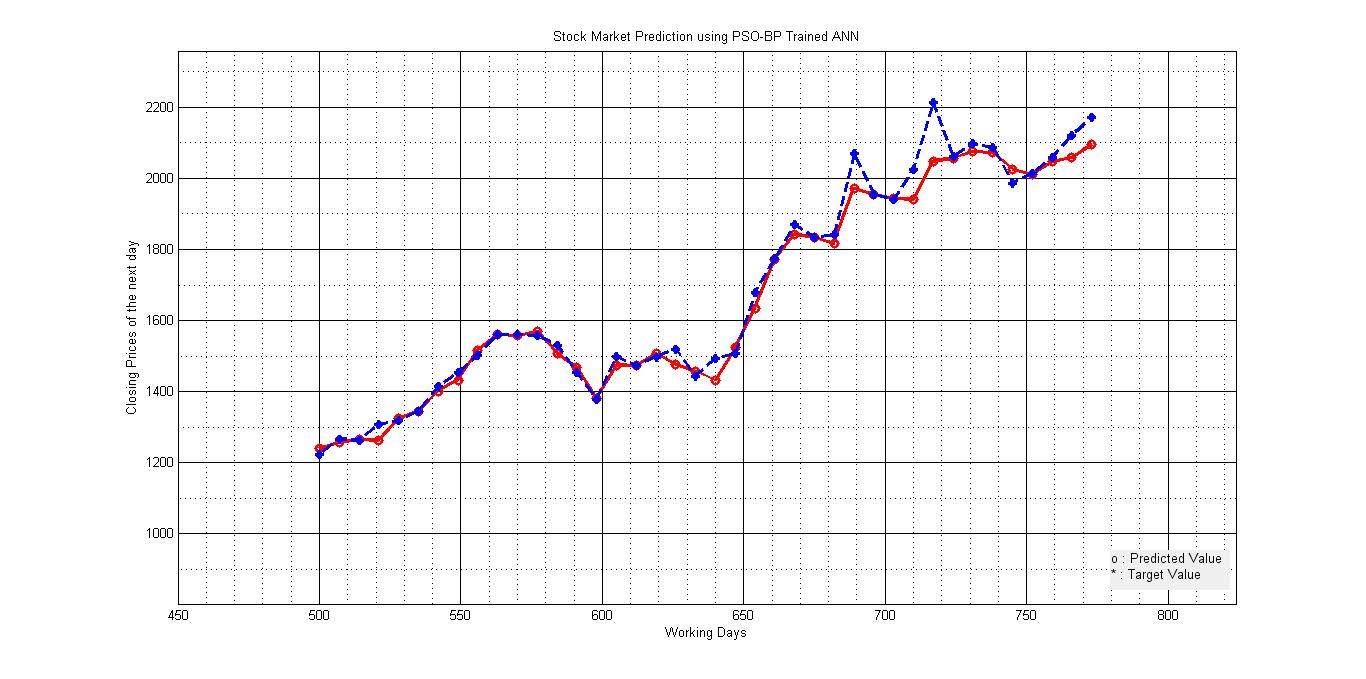 Stock Market Prediction using PSO-BP Trained ANN
2200
2000
1800
1600
1400
1200
1000
Closing Prices of the next day
o : Predicted Value
* : Target Value
450 500 550 600 650 700 750 800
Working Days